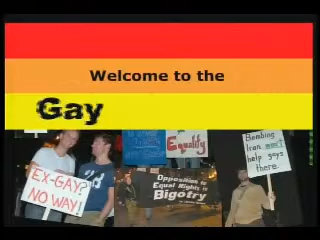 Welcome to the
Gay
Equality
EX-GAY?
NO WAY!
Opposition to
Equal Rights is
Bigotry
Bombing
Iran won't
help gays
there.